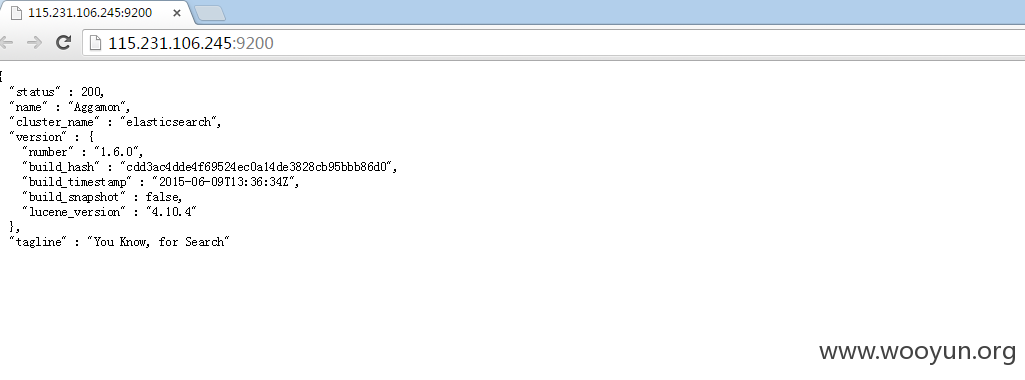 115.231.106.245:9200
115.231.106.245:9200
{
"status" : 200,
"name" : "Aggamon",
"cluster_name" : "elasticsearch",
"version" : {
"number" : "1.6.0",
"build_hash" : "cdd3ac4dde4f69524ec0a14de3828cb95bbb86d0",
"build_timestamp" : "2015-06-09T13:36:34Z",
"build_snapshot" : false,
"lucene_version" : "4.10.4"
},
"tagline" : "You Know, for Search"
www.wooyun.org